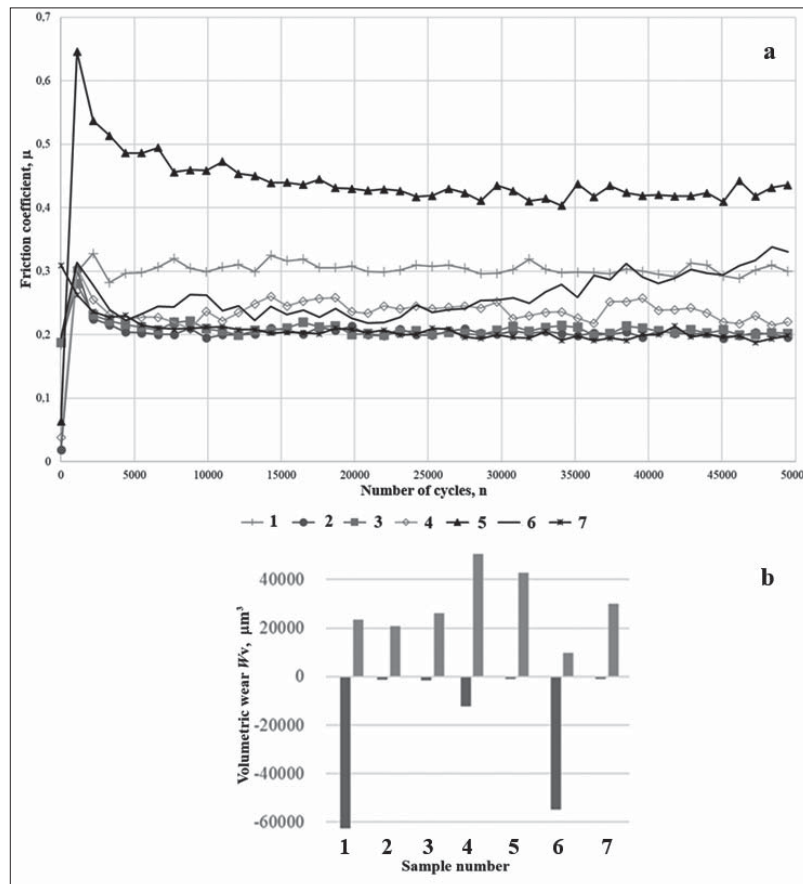 a
0,7
0,6
0,5
0,4
0,3
0,2
0,1
0
Friction coefficient, μ
0 5000 10000 15000 20000 25000 30000 35000 40000 45000 5000
Number of cycles, n
1 2 3 4 5 6 7
b
40000
20000
0
-20000
-40000
-60000
Volumetric wear Wv, μm³
1 2 3 4 5 6 7
Sample number